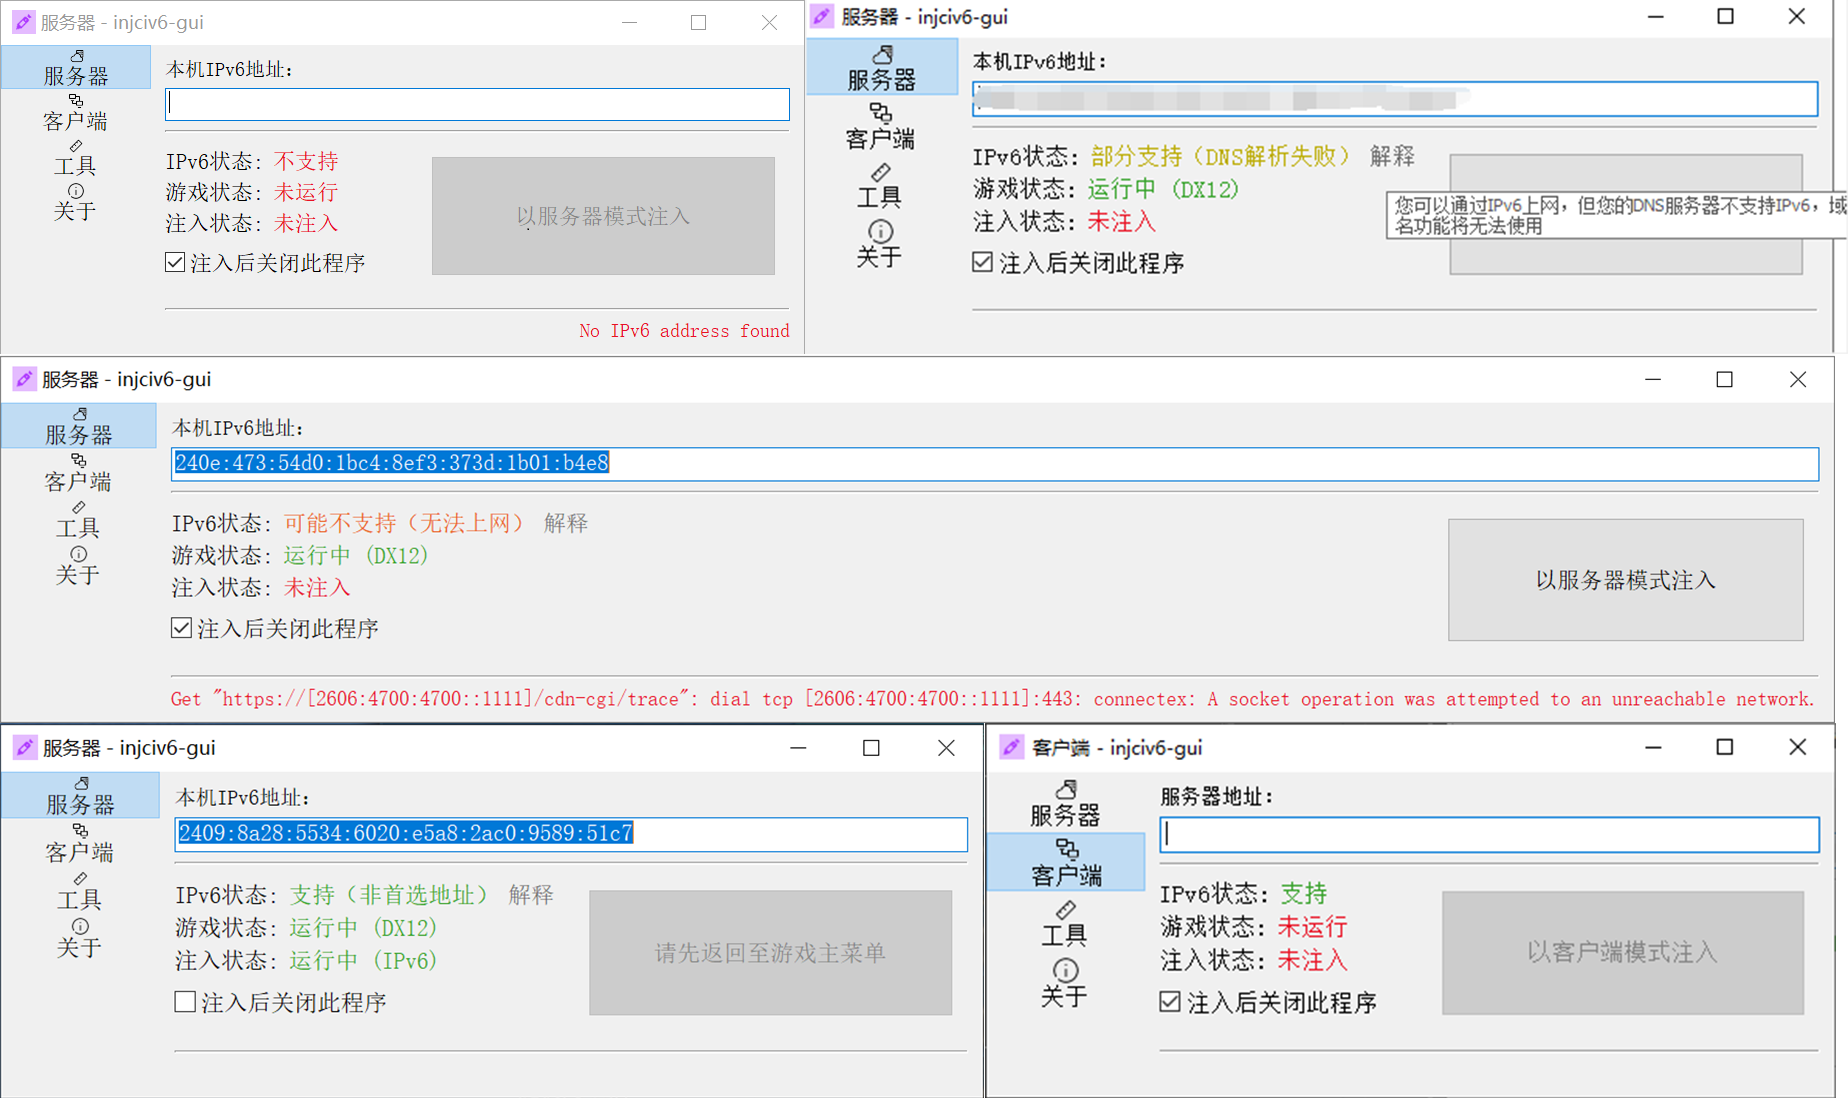 服务器 - injciv6-gui
服务器
客户端
工具
关于
本机IPv6地址：
IPv6状态：不支持
游戏状态：未运行
注入状态：未注入
注入后关闭此程序
以服务器模式注入
No IPv6 address found
服务器 - injciv6-gui
服务器
客户端
工具
关于
本机IPv6地址：
IPv6状态：部分支持（DNS解析失败） 解释
游戏状态：运行中 (DX12)
注入状态：未注入
注入后关闭此程序
您可以通过IPv6上网，但您的DNS服务器不支持IPv6，域
名功能将无法使用
服务器 - injciv6-gui
服务器
客户端
工具
关于
本机IPv6地址：
240e:473:54d0:1bc4:8ef3:373d:1b01:b4e8
IPv6状态：可能不支持（无法上网） 解释
游戏状态：运行中 (DX12)
注入状态：未注入
注入后关闭此程序
以服务器模式注入
Get "https://[2606:4700:4700::1111]/cdn-cgi/trace": dial tcp [2606:4700:4700::1111]:443: connectex: A socket operation was attempted to an unreachable network.
服务器 - injciv6-gui
服务器
客户端
工具
关于
本机IPv6地址：
2409:8a28:5534:6020:e5a8:2ac0:9589:51c7
IPv6状态：支持（非首选地址） 解释
游戏状态：运行中 (DX12)
注入状态：运行中 (IPv6)
注入后关闭此程序
请先返回至游戏主菜单
客户端 - injciv6-gui
服务器
客户端
工具
关于
服务器地址：
IPv6状态：支持
游戏状态：未运行
注入状态：未注入
注入后关闭此程序
以客户端模式注入